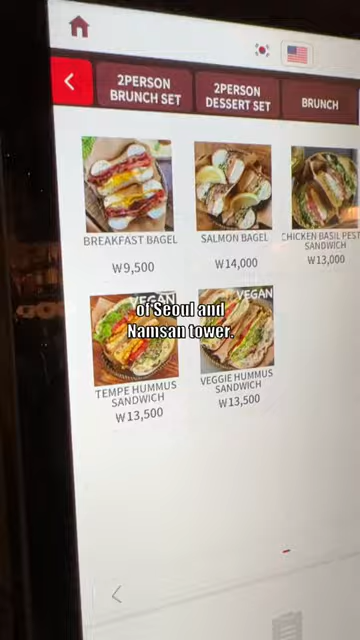 2PERSON
BRUNCH SET
2PERSON
DESSERT SET
BRUNCH
BREAKFAST BAGEL
₩9,500
SALMON BAGEL
₩14,000
CHICKEN BASIL PEST
SANDWICH
₩13,000
VEGAN
VEGAN
of Seoul and
Namsan tower.
TEMPE HUMMUS
SANDWICH
₩13,500
VEGGIE HUMMUS
SANDWICH
₩13,500